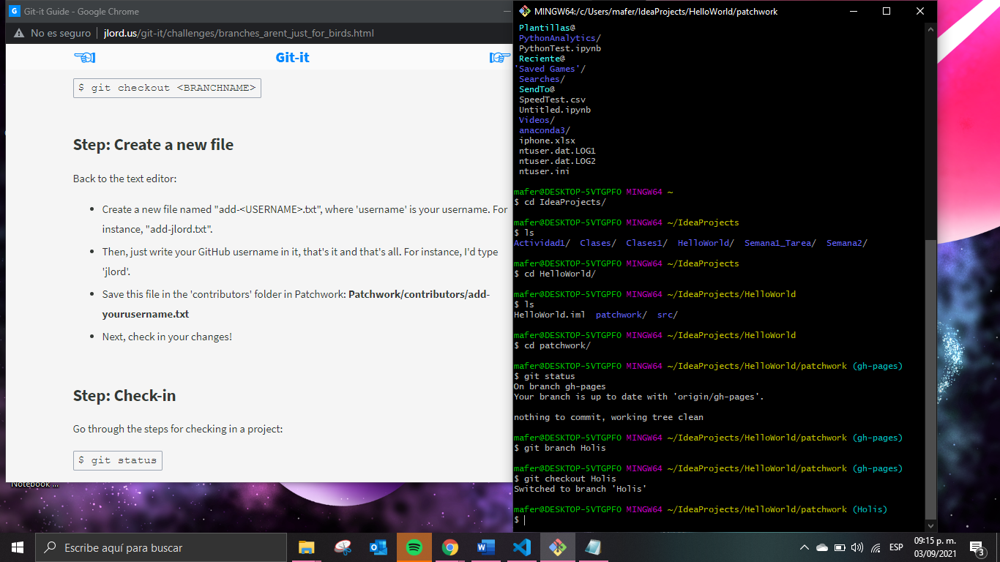 Git-it Guide - Google Chrome
No es seguro | jlord.us/git-it/challenges/branches_arent_just_for_birds.html
Git-it
$ git checkout <BRANCHNAME>
Step: Create a new file
Back to the text editor:
Create a new file named "add-<USERNAME>.txt", where 'username' is your username. For
instance, "add-jlord.txt".
Then, just write your GitHub username in it, that's it and that's all. For instance, I'd type
'jlord'.
Save this file in the 'contributors' folder in Patchwork: Patchwork/contributors/add-
yourusername.txt
Next, check in your changes!
Step: Check-in
Go through the steps for checking in a project:
$ git status
Notebook ...
MINGW64:/c/Users/mafer/IdeaProjects/HelloWorld/patchwork
Plantillas@
PythonAnalytics/
PythonTest.ipynb
Reciente@
'Saved Games'/
Searches/
SendTo@
SpeedTest.csv
Untitled.ipynb
Videos/
anaconda3/
iphone.xlsx
ntuser.dat.LOG1
ntuser.dat.LOG2
ntuser.ini
mafer@DESKTOP-5VTGPFO MINGW64 ~
$ cd IdeaProjects/
mafer@DESKTOP-5VTGPFO MINGW64 ~/IdeaProjects
$ ls
Actividad1/ Clases/ Clases1/ HelloWorld/ Semana1_Tarea/ Semana2/
mafer@DESKTOP-5VTGPFO MINGW64 ~/IdeaProjects
$ cd HelloWorld/
mafer@DESKTOP-5VTGPFO MINGW64 ~/IdeaProjects/HelloWorld
$ ls
HelloWorld.iml patchwork/ src/
mafer@DESKTOP-5VTGPFO MINGW64 ~/IdeaProjects/HelloWorld
$ cd patchwork/
mafer@DESKTOP-5VTGPFO MINGW64 ~/IdeaProjects/HelloWorld/patchwork (gh-pages)
$ git status
On branch gh-pages
Your branch is up to date with 'origin/gh-pages'.
nothing to commit, working tree clean
mafer@DESKTOP-5VTGPFO MINGW64 ~/IdeaProjects/HelloWorld/patchwork (gh-pages)
$ git branch Holis
mafer@DESKTOP-5VTGPFO MINGW64 ~/IdeaProjects/HelloWorld/patchwork (gh-pages)
$ git checkout Holis
Switched to branch 'Holis'
mafer@DESKTOP-5VTGPFO MINGW64 ~/IdeaProjects/HelloWorld/patchwork (Holis)
$
Escribe aquí para buscar
ESP
09:15 p. m.
03/09/2021
3